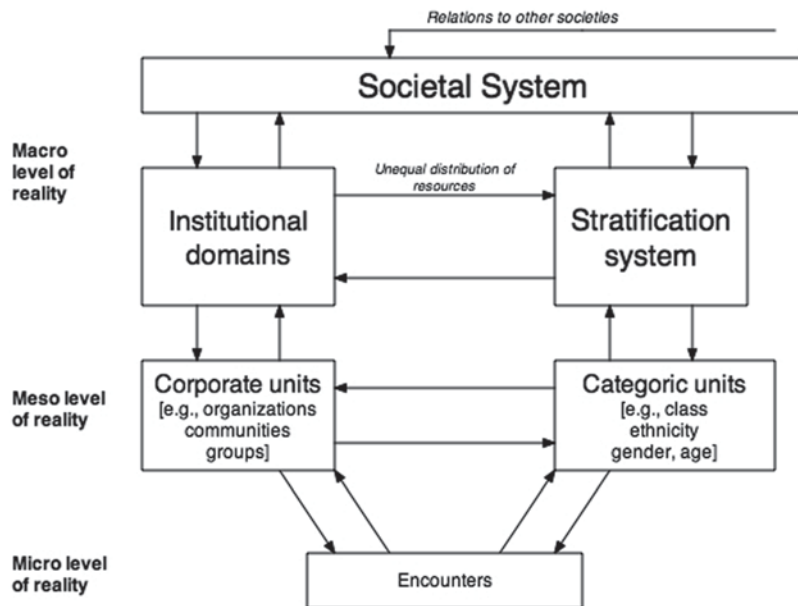 Relations to other societies
Societal System
Macro
level of
reality
Unequal distribution of
resources
Institutional
domains
Stratification
system
Meso level
of reality
Corporate units
[e.g., organizations
communities
groups]
Categoric units
[e.g., class
ethnicity
gender, age]
Micro level
of reality
Encounters